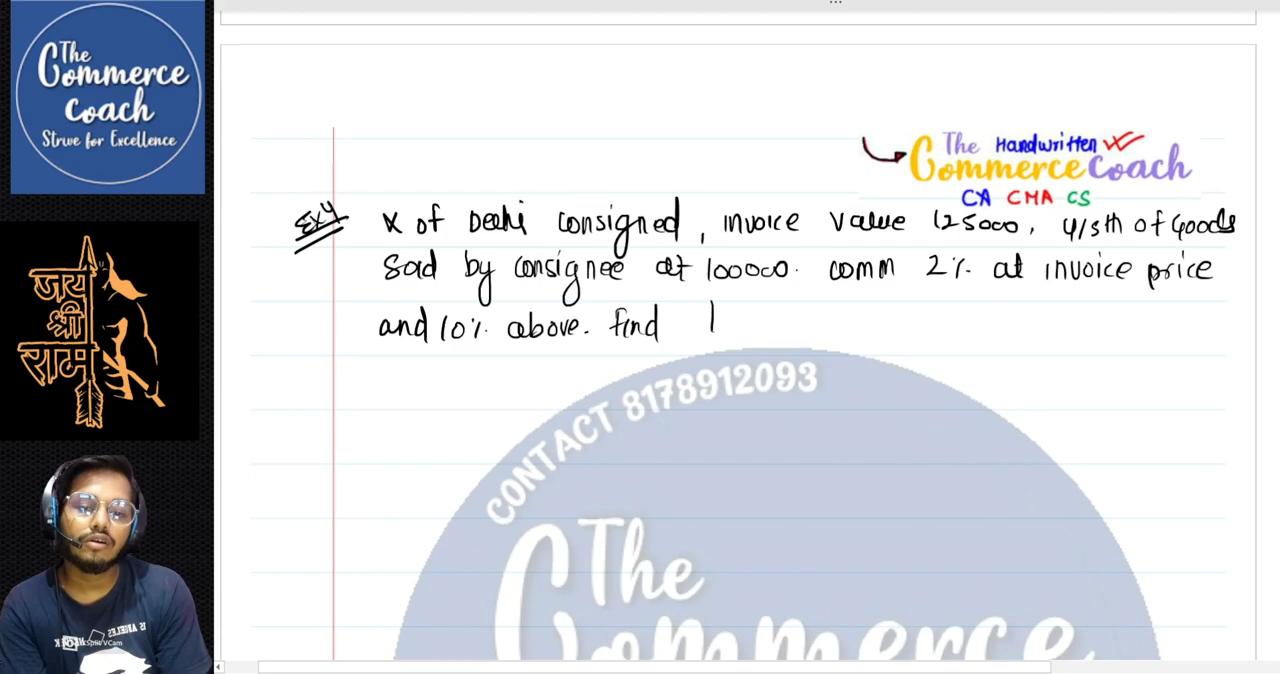 ...
The
Commerce
Coach
Strive for Excellence
जय
श्री
राम
The Handwritten
Commerce Coach
CA CMA CS
Ex4 X of Delhi consigned, invoice value 125000, 4/5th of Goods
Sold by consignee at 100000. comm 2% at invoice price
and 10% above. find
CONTACT 8178912093
The
Commerce